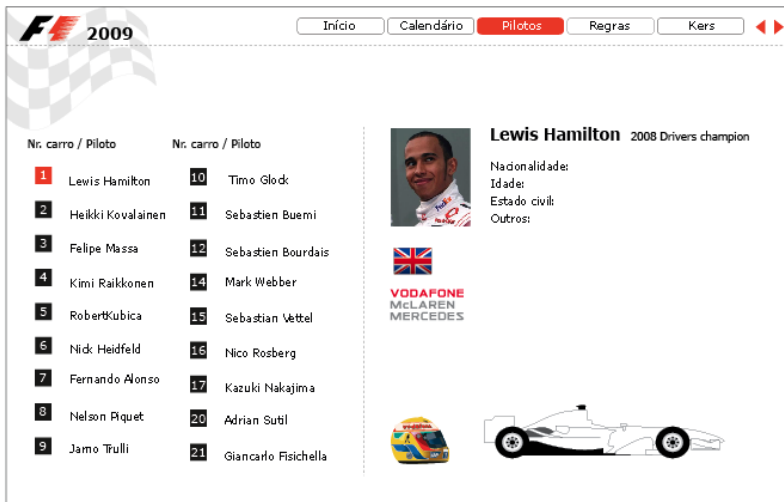 F1 2009
Início
Calendário
Pilotos
Regras
Kers
Nr. carro / Piloto
1 Lewis Hamilton
2 Heikki Kovalainen
3 Felipe Massa
4 Kimi Raikkonen
5 RobertKubica
6 Nick Heidfeld
7 Fernando Alonso
8 Nelson Piquet
9 Jarno Trulli
Nr. carro / Piloto
10 Timo Glock
11 Sebastien Buemi
12 Sebastien Bourdais
14 Mark Webber
15 Sebastian Vettel
16 Nico Rosberg
17 Kazuki Nakajima
20 Adrian Sutil
21 Giancarlo Fisichella
Lewis Hamilton 2008 Drivers champion
Nacionalidade:
Idade:
Estado civil:
Outros:
FedEx
VODAFONE
McLAREN
MERCEDES